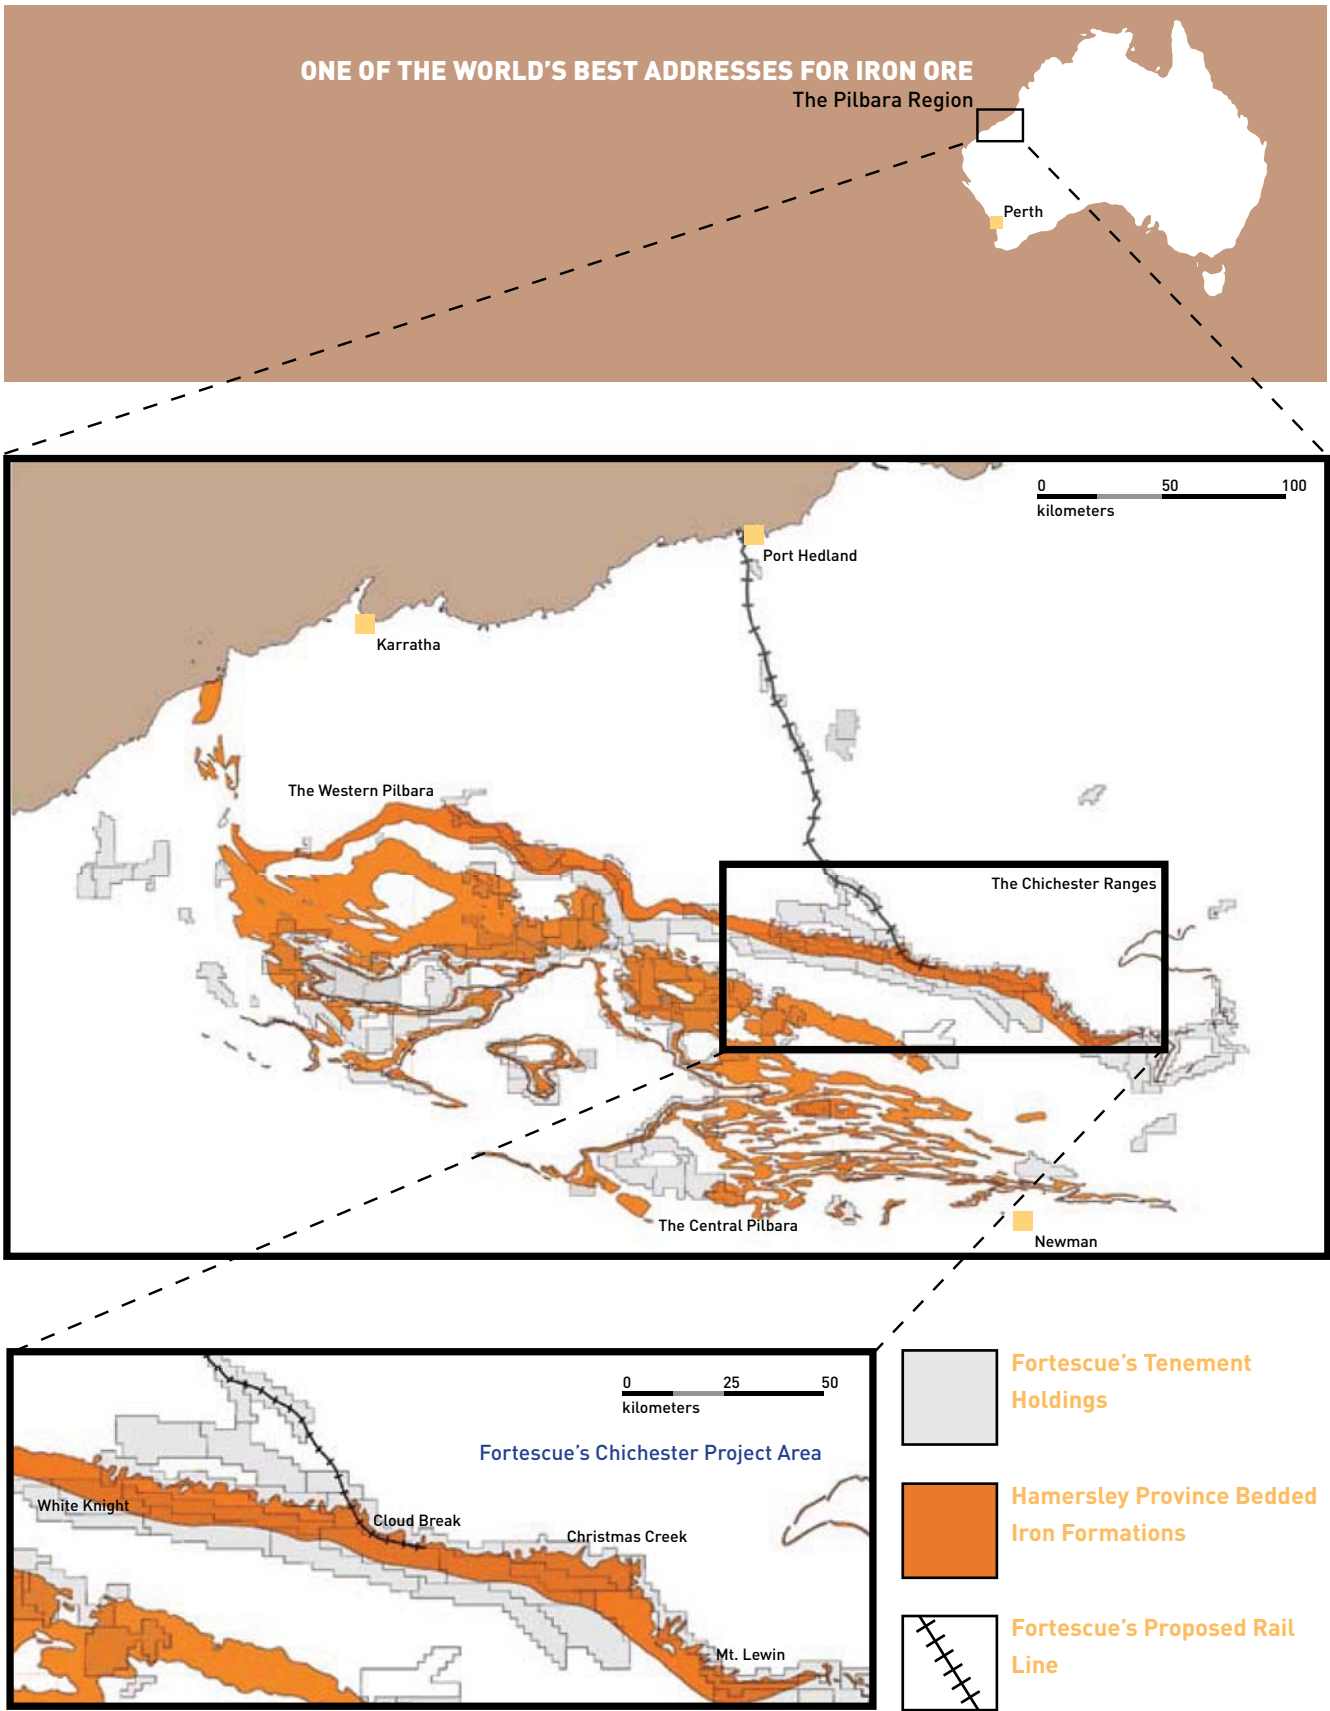 ONE OF THE WORLD'S BEST ADDRESSES FOR IRON ORE
The Pilbara Region
Perth
0 50 100
kilometers
Port Hedland
Karratha
The Western Pilbara
The Chichester Ranges
The Central Pilbara
Newman
0 25 50
kilometers
Fortescue's Chichester Project Area
White Knight
Cloud Break
Christmas Creek
Mt. Lewin
Fortescue's Tenement
Holdings
Hamersley Province Bedded
Iron Formations
Fortescue's Proposed Rail
Line